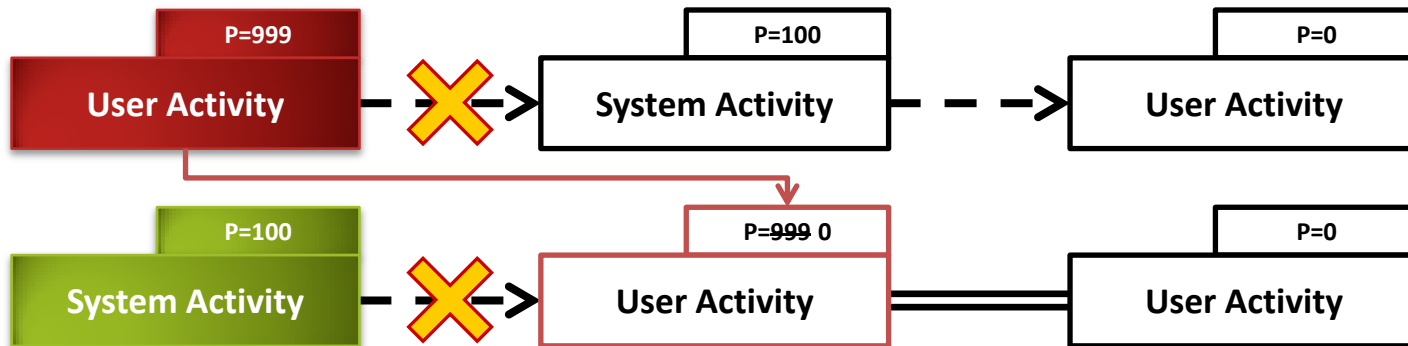 P=999
P=100
P=0
User Activity
System Activity
User Activity
P=100
P=999 0
P=0
System Activity
User Activity
User Activity